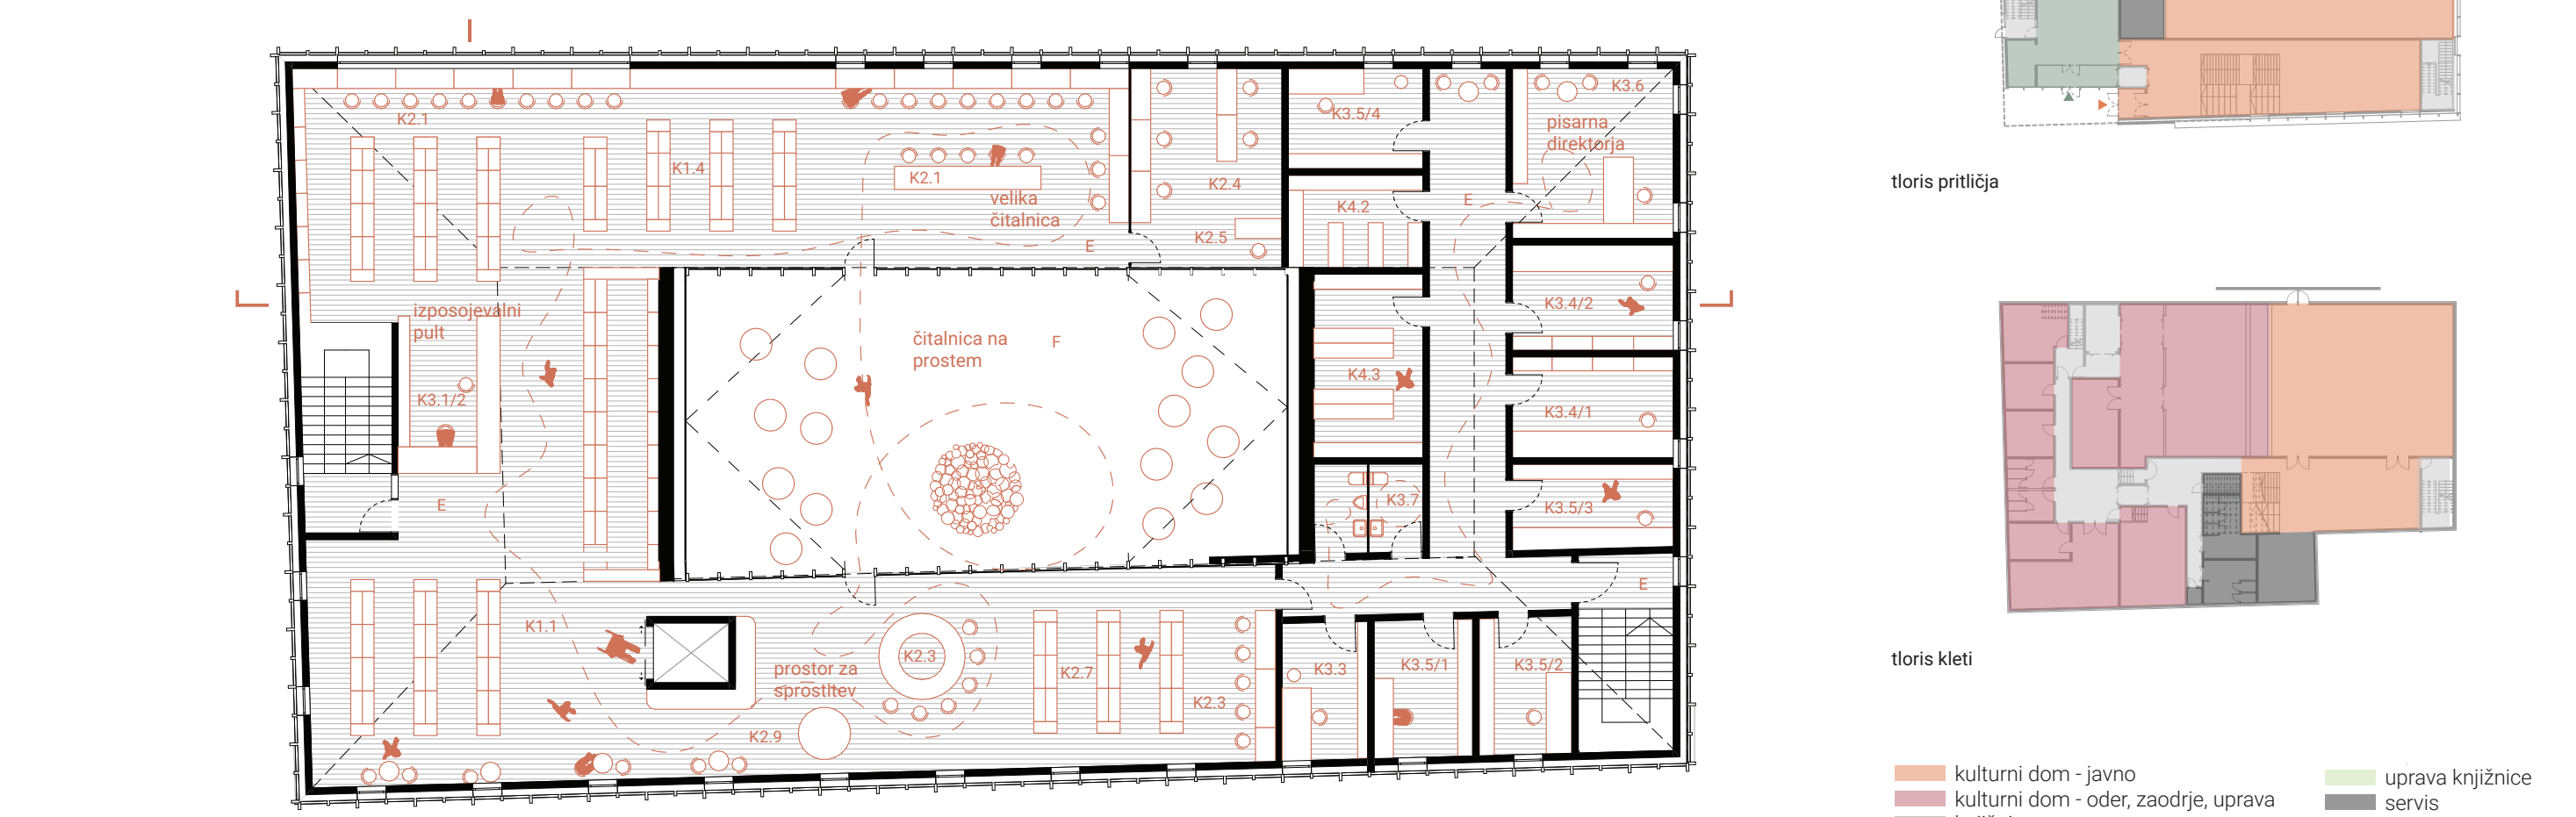 K2.1
K1.4
K2.1
velika
čitalnica
E
K2.4
K2.5
K3.5/4
K4.2
E
K3.6
pisarna
direktorja
izposojevalni
pult
K3.1/2
E
čitalnica na
prostem
F
K4.3
K3.7
K3.4/2
K3.4/1
K3.5/3
E
K1.1
prostor za
sprostitev
K2.3
K2.9
K2.7
K2.3
K3.3
K3.5/1
K3.5/2
tloris pritličja
tloris kleti
kulturni dom - javno
kulturni dom - oder, zaodrje, uprava
uprava knjižnice
servis